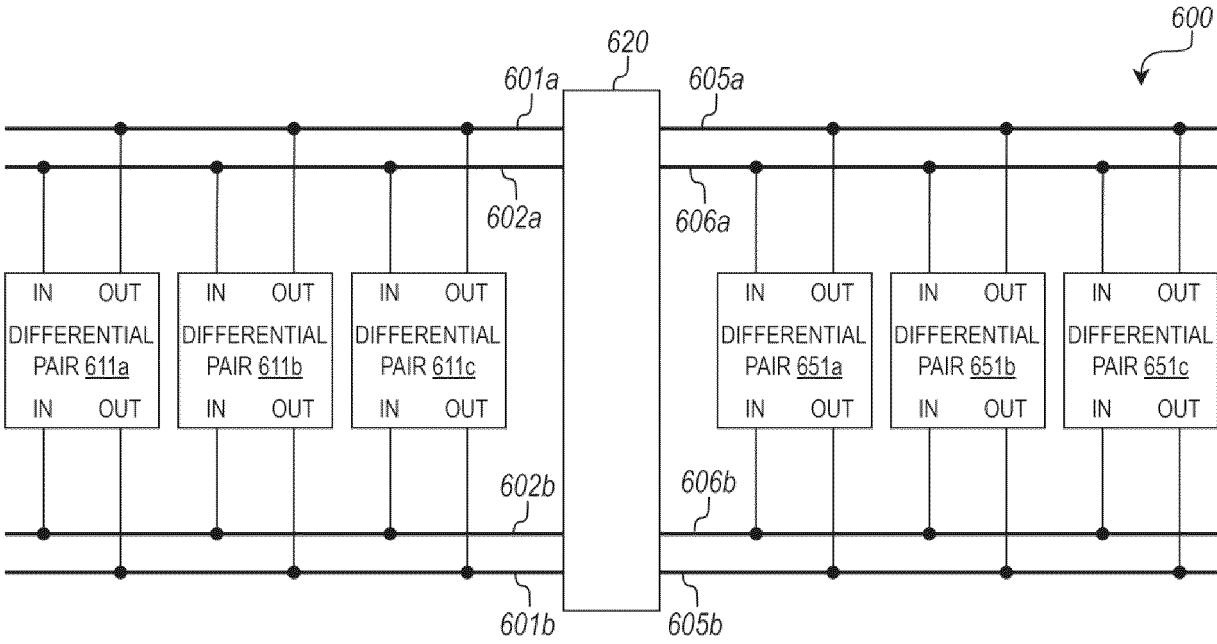 600
620
601a
605a
602a
606a
IN OUT
DIFFERENTIAL
PAIR 611a
IN OUT
IN OUT
DIFFERENTIAL
PAIR 611b
IN OUT
IN OUT
DIFFERENTIAL
PAIR 611c
IN OUT
IN OUT
DIFFERENTIAL
PAIR 651a
IN OUT
IN OUT
DIFFERENTIAL
PAIR 651b
IN OUT
IN OUT
DIFFERENTIAL
PAIR 651c
IN OUT
602b
606b
601b
605b